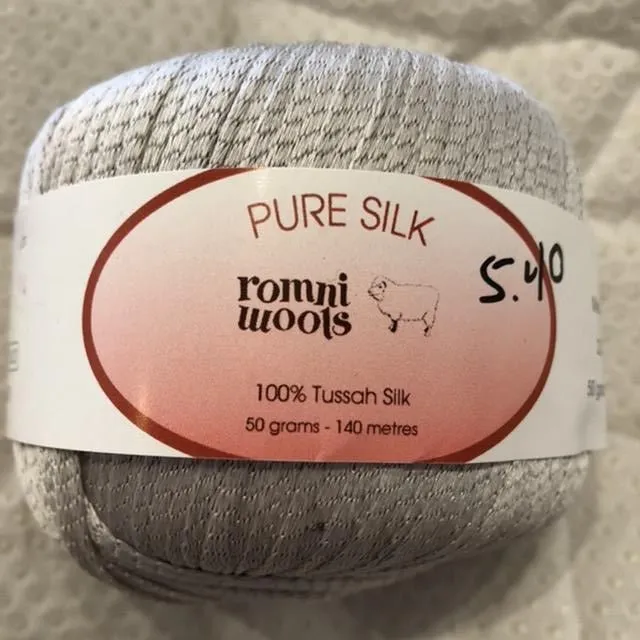 PURE SILK
romni
wools
5.40
100% Tussah Silk
50 grams - 140 metres